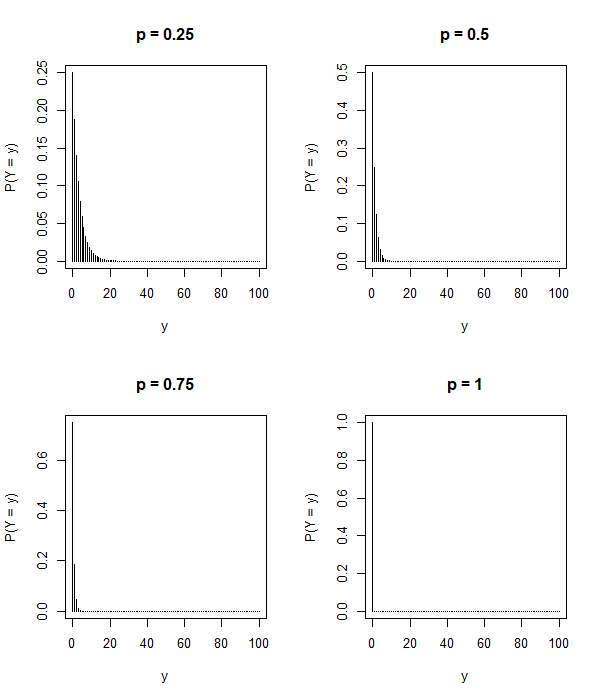 p = 0.25
P(Y = y)
0.00 0.05 0.10 0.15 0.20 0.25
0 20 40 60 80 100
y
p = 0.5
P(Y = y)
0.0 0.1 0.2 0.3 0.4 0.5
0 20 40 60 80 100
y
p = 0.75
P(Y = y)
0.0 0.2 0.4 0.6
0 20 40 60 80 100
y
p = 1
P(Y = y)
0.0 0.2 0.4 0.6 0.8 1.0
0 20 40 60 80 100
y